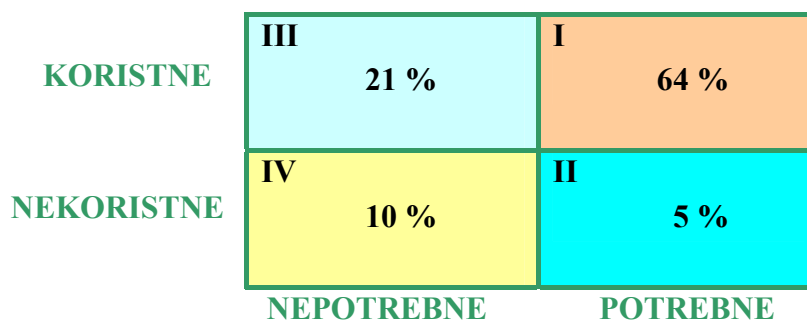 III
I
KORISTNE
21 %
64 %
IV
II
NEKORISTNE
10 %
5 %
NEPOTREBNE
POTREBNE